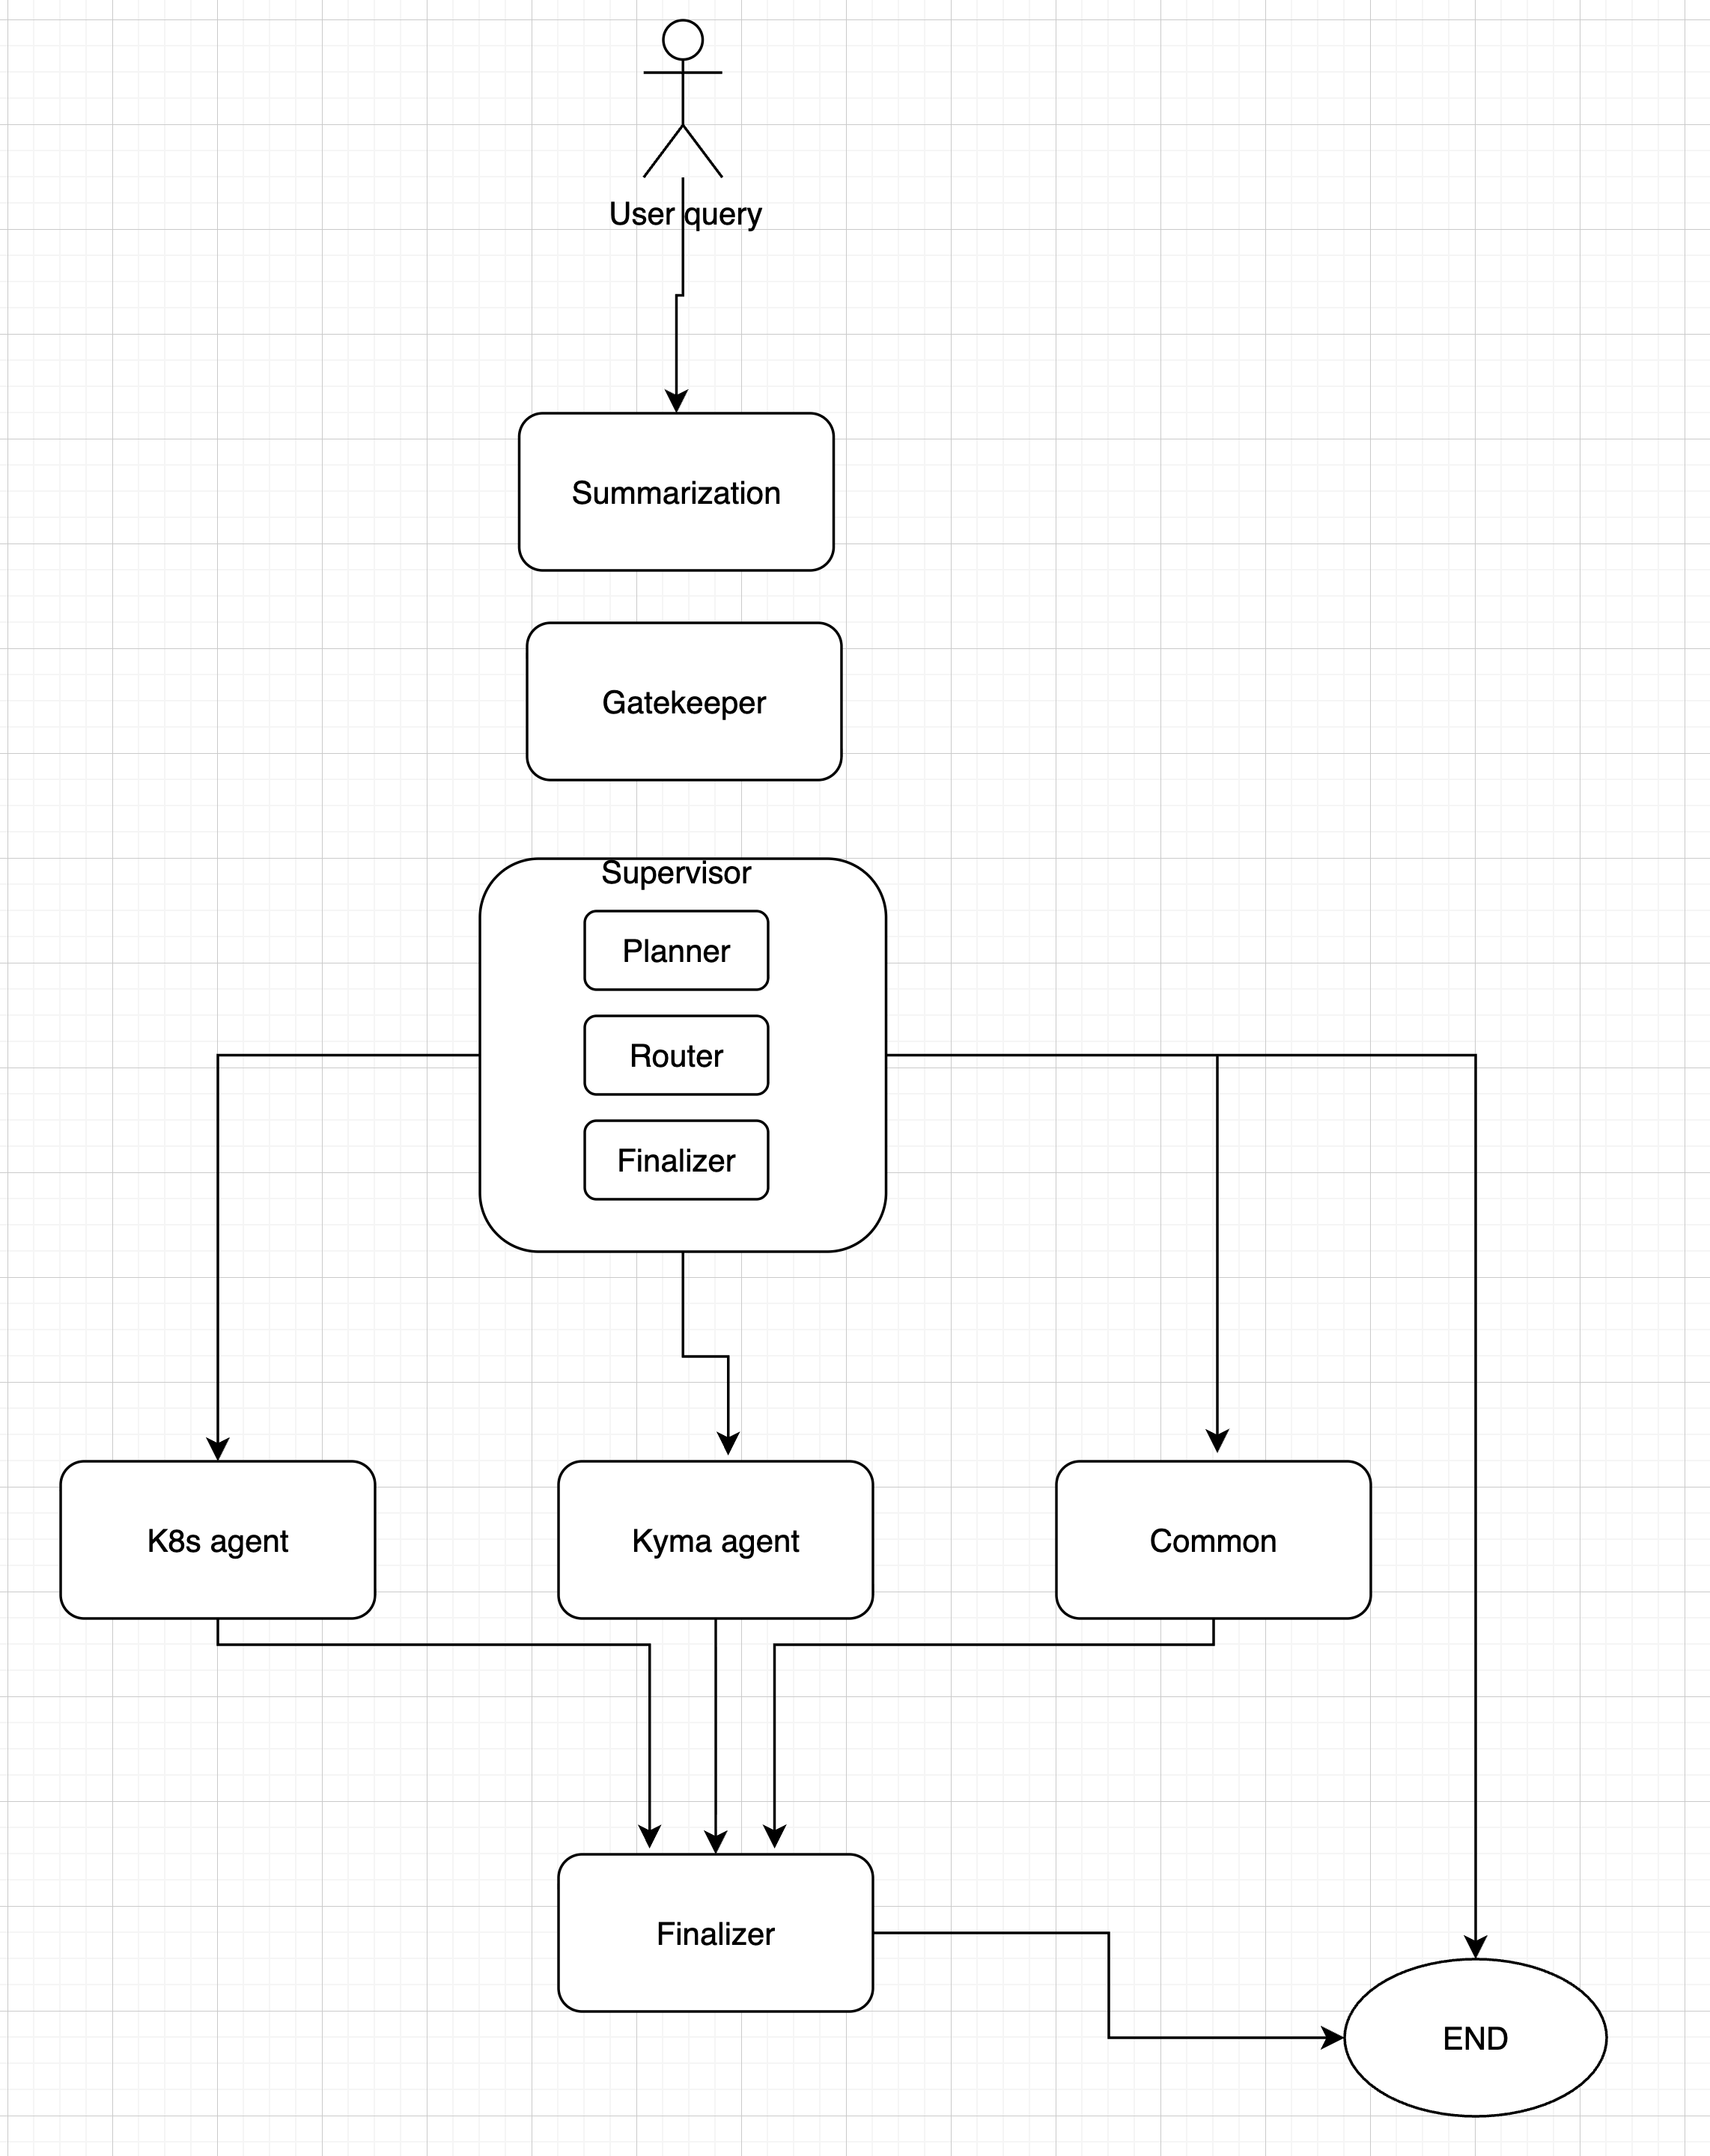 User query
Summarization
Gatekeeper
Supervisor
Planner
Router
Finalizer
K8s agent
Kyma agent
Common
Finalizer
END